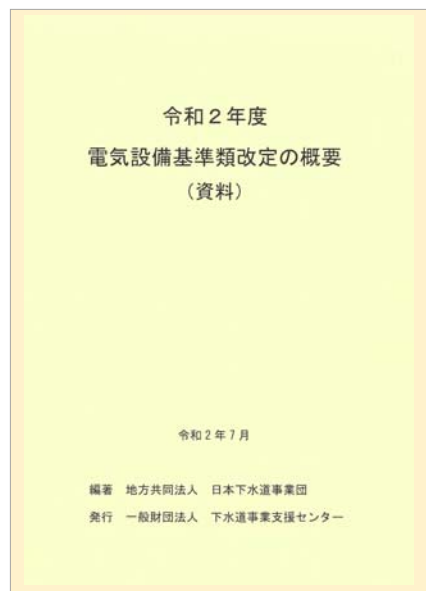 令和２年度
電気設備基準類改定の概要
（資料）
令和２年７月
編著　地方共同法人　日本下水道事業団
発行　一般財団法人　下水道事業支援センター